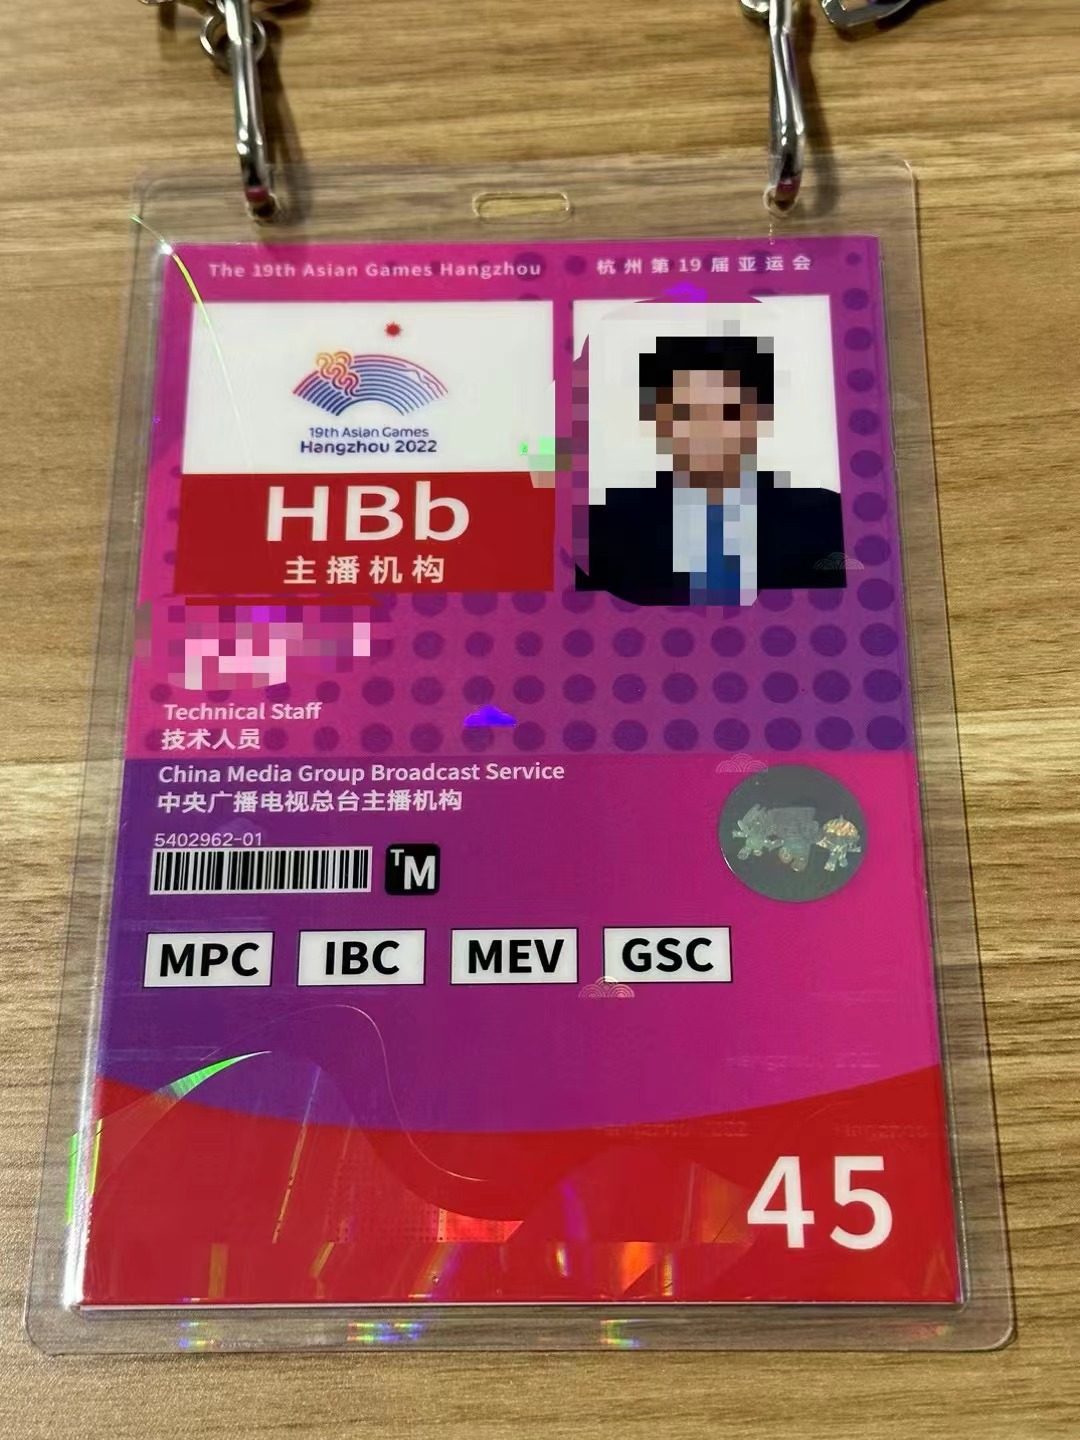 The 19th Asian Games Hangzhou
杭州第19届亚运会
19th Asian Games
Hangzhou 2022
HBb
主播机构
Technical Staff
技术人员
China Media Group Broadcast Service
中央广播电视总台主播机构
5402962-01
TM
MPC
IBC
MEV
GSC
45